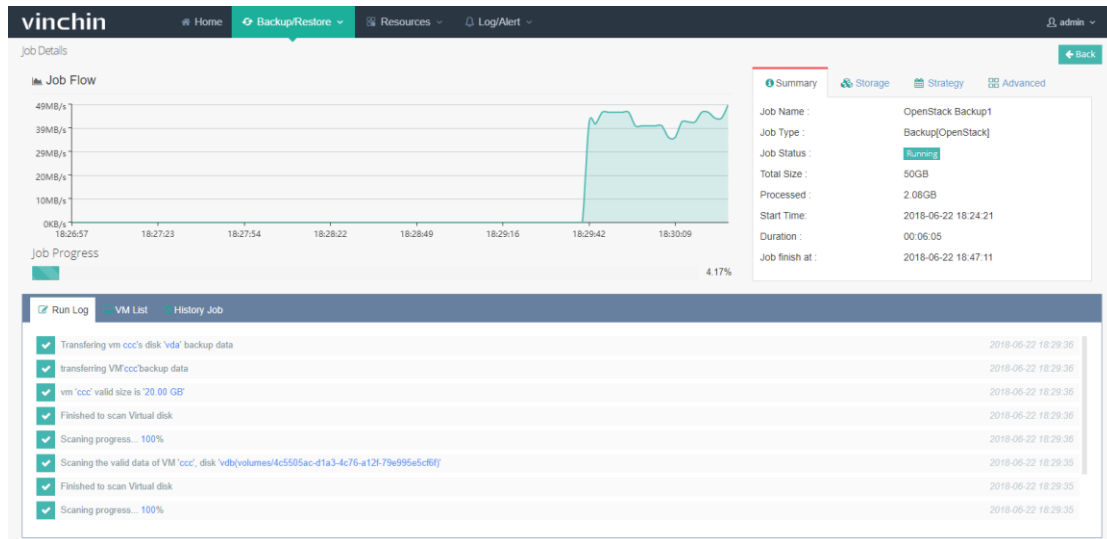 vinchin Home Backup/Restore Resources Log/Alert admin
Job Details Back
Job Flow
49MB/s
39MB/s
29MB/s
20MB/s
10MB/s
0KB/s
18:26:57 18:27:23 18:27:54 18:28:22 18:28:49 18:29:16 18:29:42 18:30:09
Job Progress
4.17%
Summary Storage Strategy Advanced
Job Name : OpenStack Backup1
Job Type : Backup[OpenStack]
Job Status : Running
Total Size : 50GB
Processed : 2.08GB
Start Time: 2018-06-22 18:24:21
Duration : 00:06:05
Job finish at : 2018-06-22 18:47:11
Run Log VM List History Job
Transfering vm ccc's disk 'vda' backup data 2018-06-22 18:29:36
transferring VM'ccc'backup data 2018-06-22 18:29:36
vm 'ccc' valid size is '20.00 GB' 2018-06-22 18:29:36
Finished to scan Virtual disk 2018-06-22 18:29:36
Scaning progress... 100% 2018-06-22 18:29:36
Scaning the valid data of VM 'ccc', disk 'vdb(volumes/4c5505ac-d1a3-4c76-a12f-79e995e5cf6f)' 2018-06-22 18:29:35
Finished to scan Virtual disk 2018-06-22 18:29:35
Scaning progress... 100% 2018-06-22 18:29:35